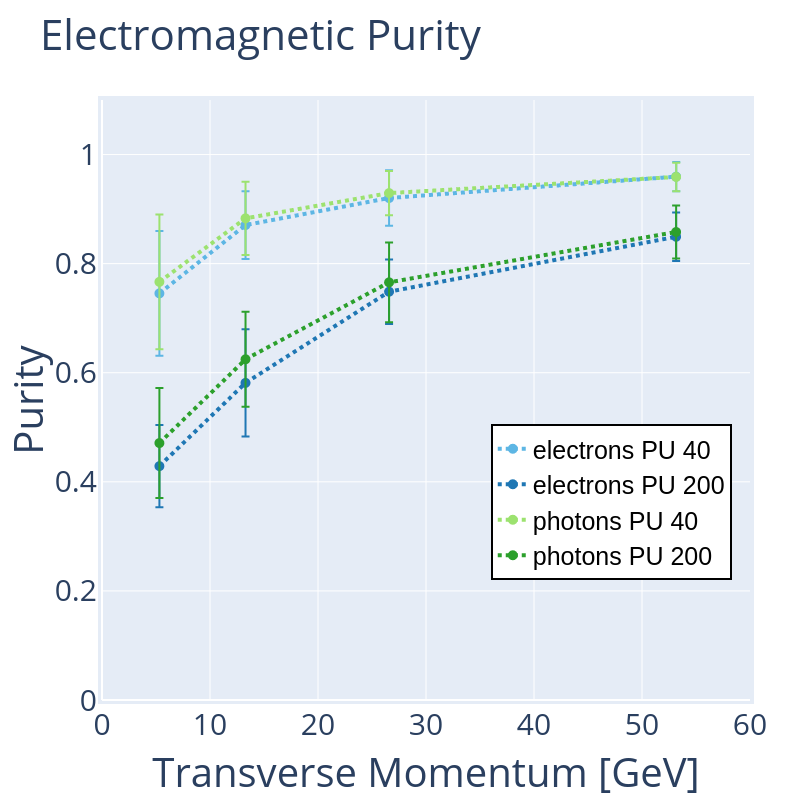 Electromagnetic Purity
1
0.8
0.6
0.4
0.2
0
Purity
electrons PU 40
electrons PU 200
photons PU 40
photons PU 200
0 10 20 30 40 50 60
Transverse Momentum [GeV]